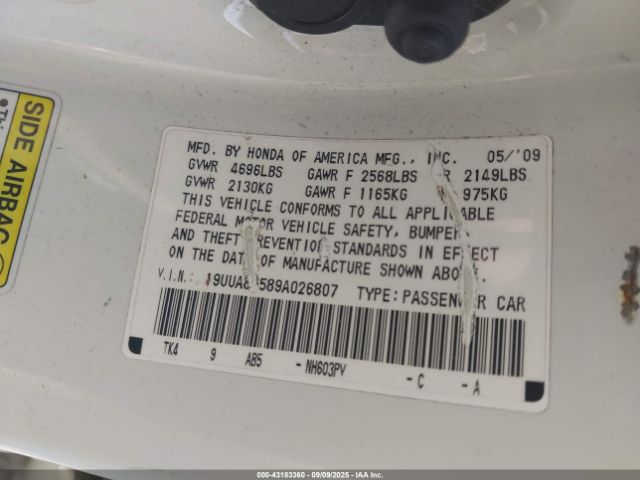 MFD. BY HONDA OF AMERICA MFG., INC. 05/'09
GVWR 4696LBS GAWR F 2568LBS R 2149LBS
GVWR 2130KG GAWR F 1165KG 975KG
THIS VEHICLE CONFORMS TO ALL APPLICABLE
FEDERAL MOTOR VEHICLE SAFETY, BUMPER
AND THEFT PREVENTION STANDARDS IN EFFECT
ON THE DATE OF MANUFACTURE SHOWN ABOVE.
V.I.N.: TYPE:PASSENGER CAR
TK4 9 AB5 -NH603PV -C -A
SIDE AIRBAG
000-43183360 - 09/09/2025 - IAA Inc.